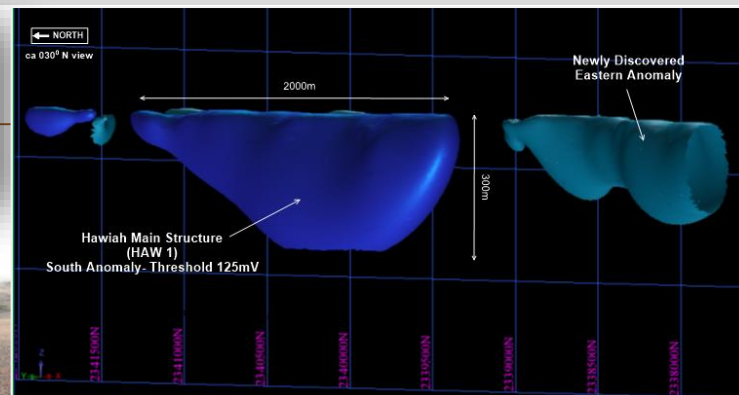 ← NORTH
ca 030⁰ N view
2000m
Newly Discovered
Eastern Anomaly
300m
Hawiah Main Structure
(HAW 1)
South Anomaly- Threshold 125mV
2341500N
2341000N
2340500N
2340000N
2339500N
2339000N
2338500N
2338000N